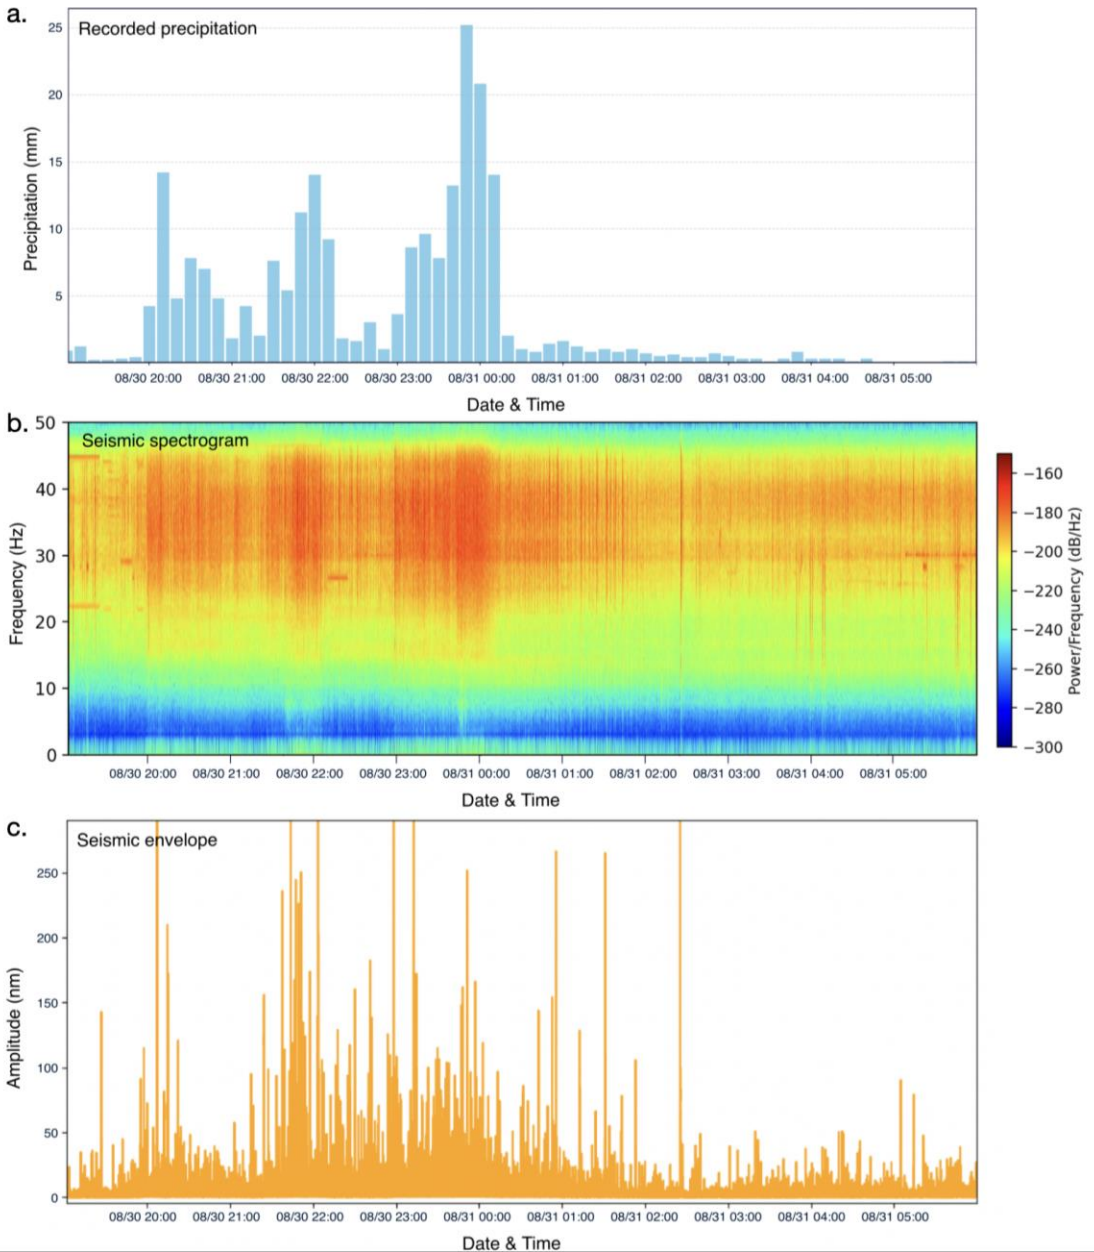 a.
Recorded precipitation
25
20
15
10
5
Precipitation (mm)
08/30 20:00 08/30 21:00 08/30 22:00 08/30 23:00 08/31 00:00 08/31 01:00 08/31 02:00 08/31 03:00 08/31 04:00 08/31 05:00
Date & Time
b.
Seismic spectrogram
50
40
30
20
10
0
Frequency (Hz)
−160
−180
−200
−220
−240
−260
−280
−300
Power/Frequency (dB/Hz)
08/30 20:00 08/30 21:00 08/30 22:00 08/30 23:00 08/31 00:00 08/31 01:00 08/31 02:00 08/31 03:00 08/31 04:00 08/31 05:00
Date & Time
c.
Seismic envelope
250
200
150
100
50
0
Amplitude (nm)
08/30 20:00 08/30 21:00 08/30 22:00 08/30 23:00 08/31 00:00 08/31 01:00 08/31 02:00 08/31 03:00 08/31 04:00 08/31 05:00
Date & Time